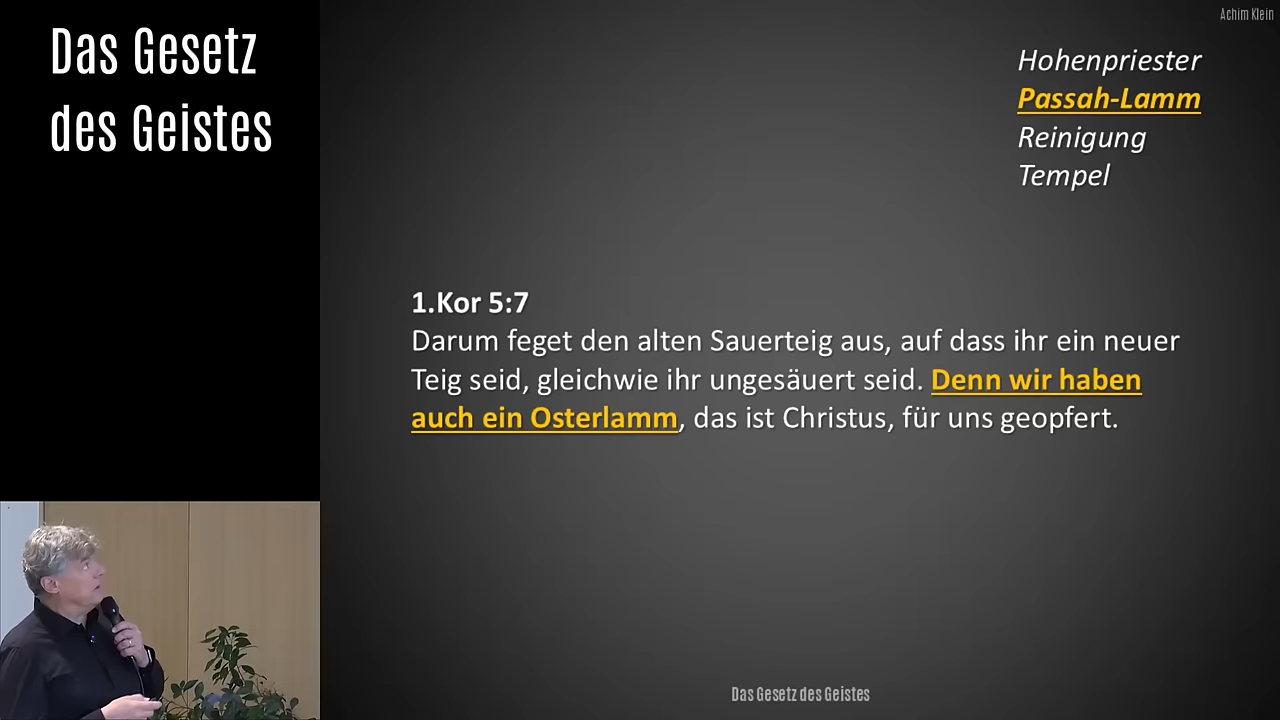 Das Gesetz
des Geistes
Achim Klein
Hohenpriester
Passah-Lamm
Reinigung
Tempel
1.Kor 5:7
Darum feget den alten Sauerteig aus, auf dass ihr ein neuer
Teig seid, gleichwie ihr ungesäuert seid. Denn wir haben
auch ein Osterlamm, das ist Christus, für uns geopfert.
Das Gesetz des Geistes